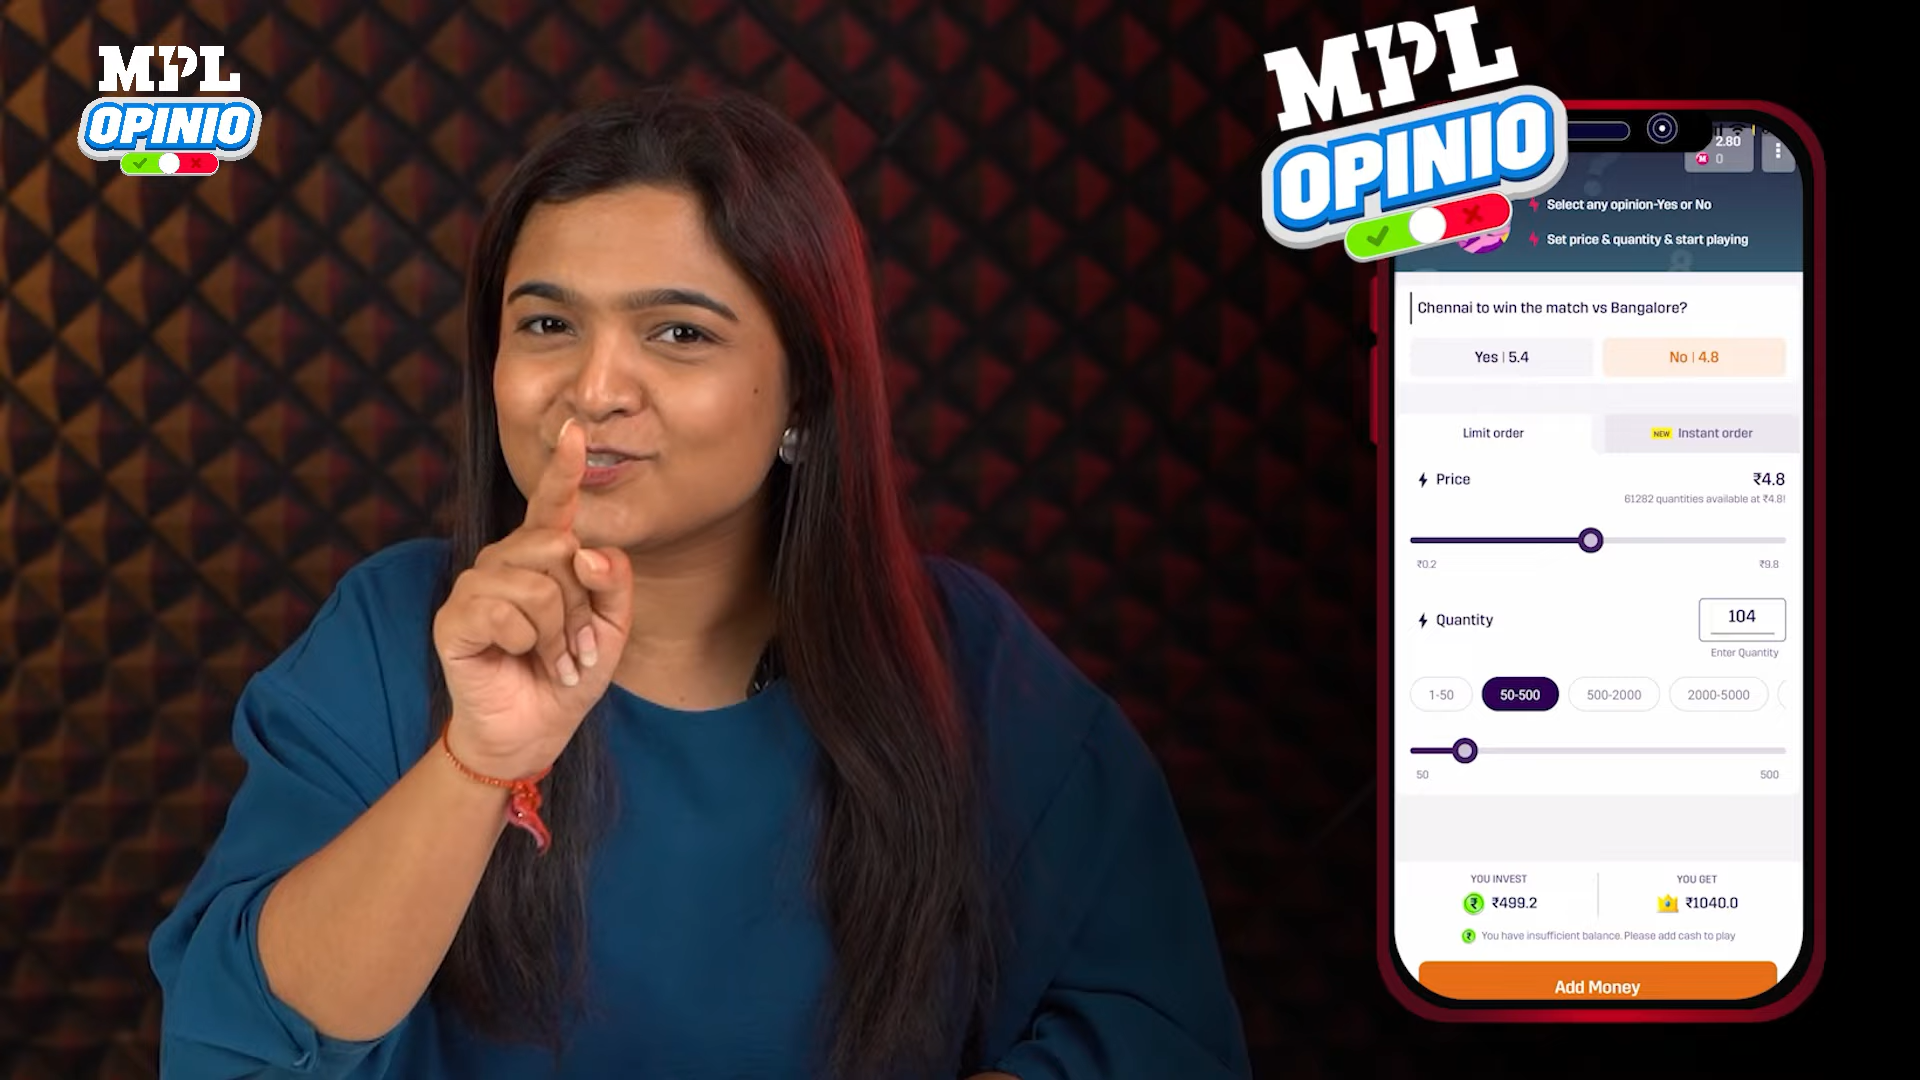 MPL
OPINIO
MPL
OPINIO
2.80
0
Select any opinion-Yes or No
Set price & quantity & start playing
Chennai to win the match vs Bangalore?
Yes | 5.4
No | 4.8
Limit order
NEW Instant order
Price
₹4.8
61282 quantities available at ₹4.8!
₹0.2
₹9.8
Quantity
104
Enter Quantity
1-50
50-500
500-2000
2000-5000
50
500
YOU INVEST
₹499.2
YOU GET
₹1040.0
You have insufficient balance. Please add cash to play
Add Money